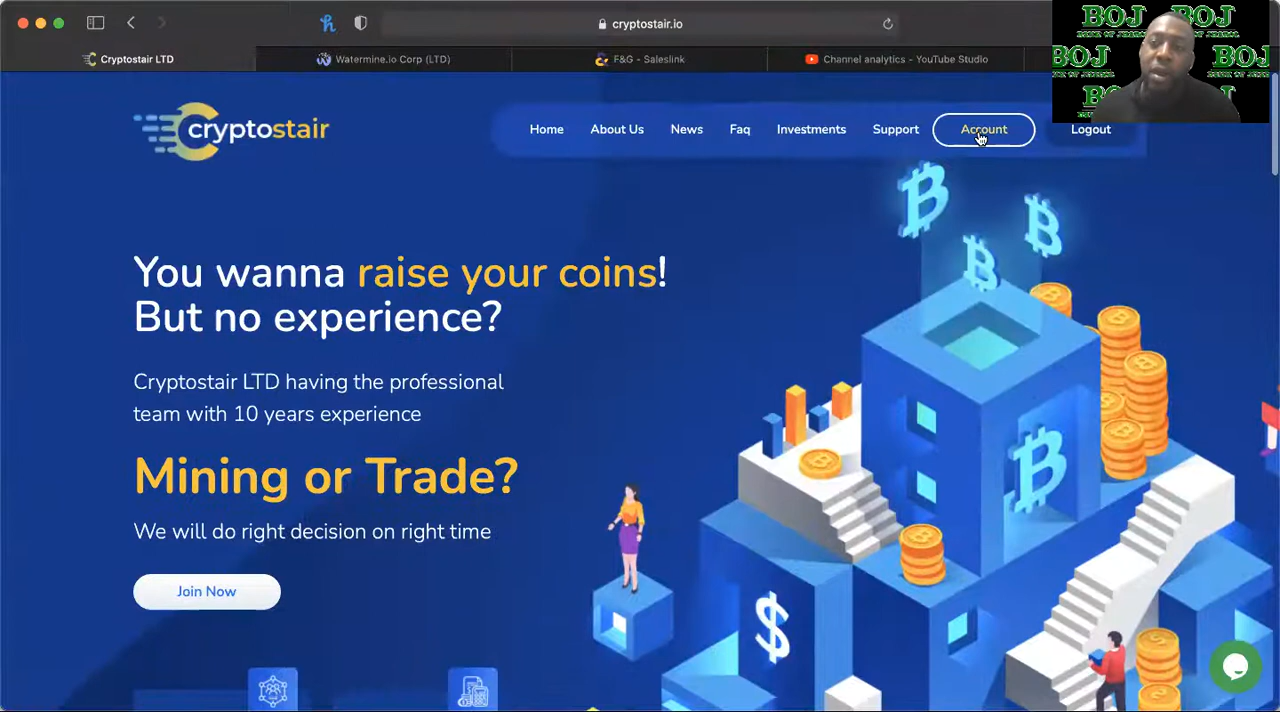 cryptostair.io
Cryptostair LTD
Watermine.io Corp (LTD)
F&G - Saleslink
Channel analytics - YouTube Studio
BOJ BOJ
BOJ BOJ
cryptostair
Home
About Us
News
Faq
Investments
Support
Account
Logout
You wanna raise your coins!
But no experience?
Cryptostair LTD having the professional
team with 10 years experience
Mining or Trade?
We will do right decision on right time
Join Now